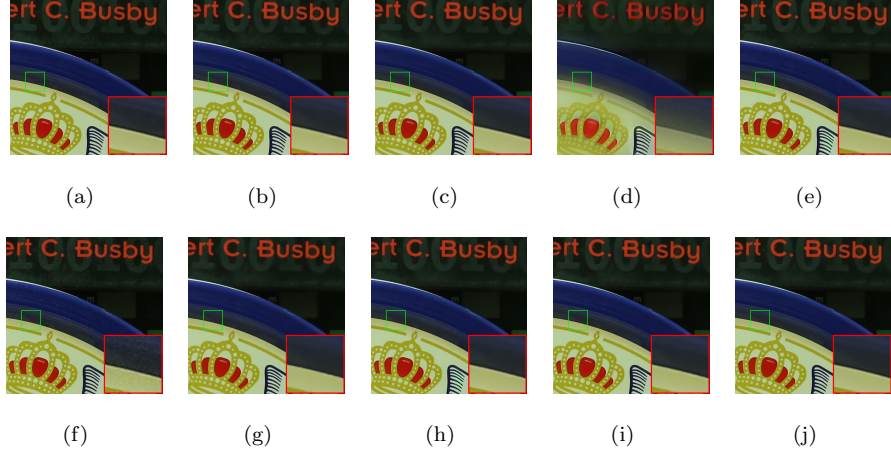 ert C. Busby ert C. Busby ert C. Busby ert C. Busby ert C. Busby
(a) (b) (c) (d) (e)
ert C. Busby ert C. Busby ert C. Busby ert C. Busby ert C. Busby
(f) (g) (h) (i) (j)